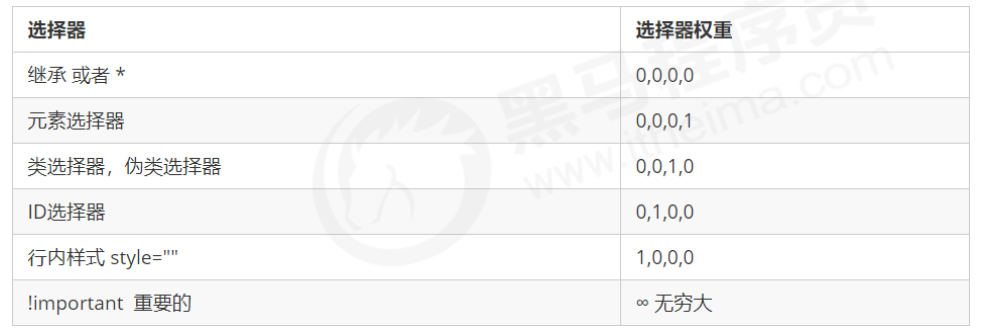 选择器 选择器权重
继承 或者 * 0,0,0,0
元素选择器 0,0,0,1
类选择器，伪类选择器 0,0,1,0
ID选择器 0,1,0,0
行内样式 style="" 1,0,0,0
!important 重要的 ∞ 无穷大
黑马程序员
www.itheima.com